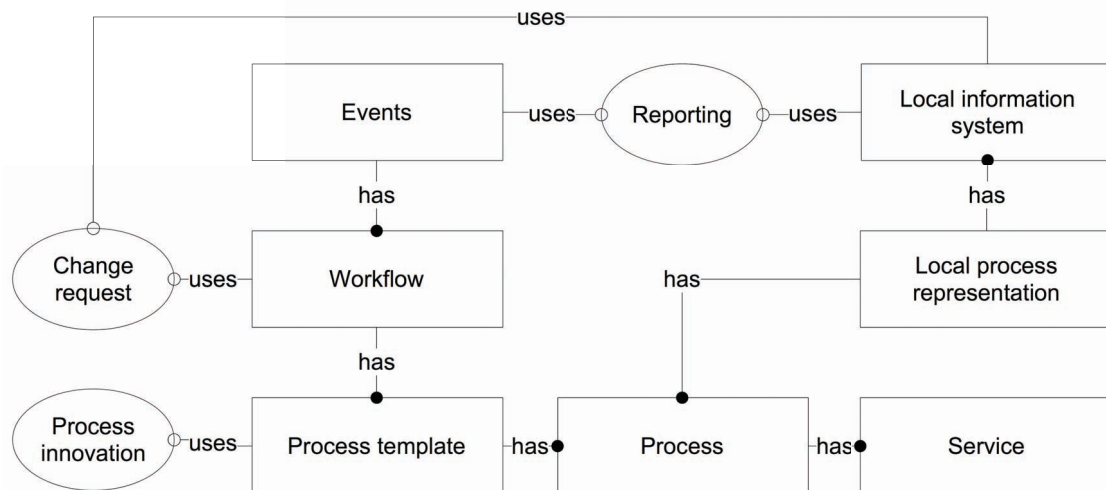 uses
Events
uses
Reporting
uses
Local information
system
has
has
Change
request
uses
Workflow
has
Local process
representation
has
Process
innovation
uses
Process template
has
Process
has
Service